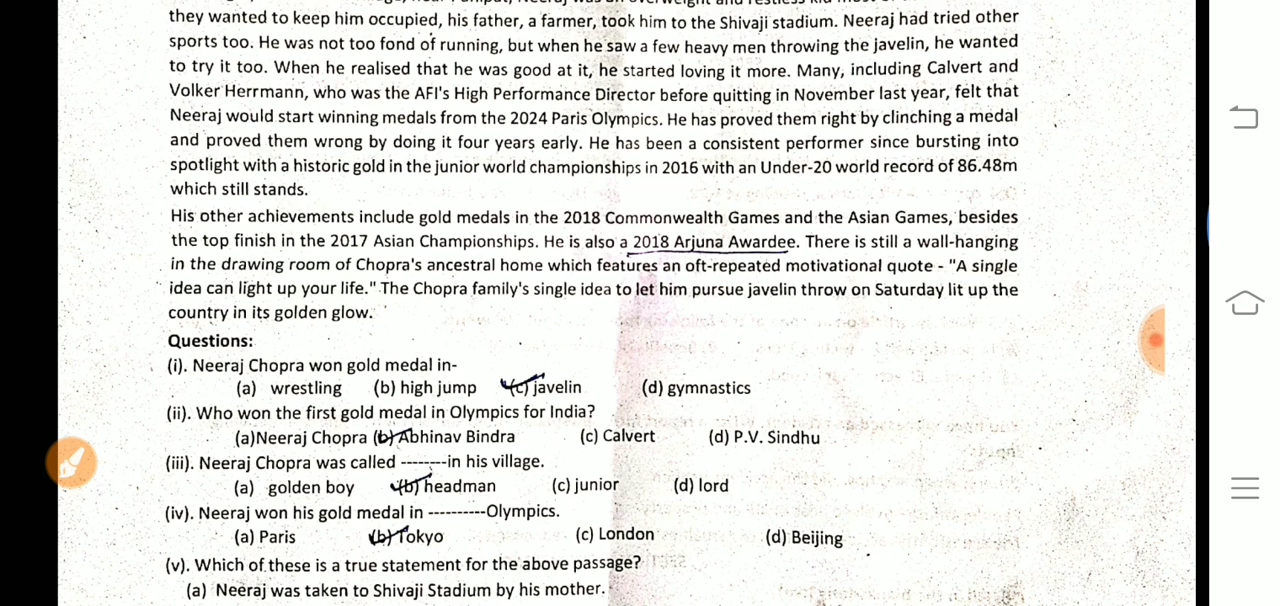 they wanted to keep him occupied, his father, a farmer, took him to the Shivaji stadium. Neeraj had tried other
sports too. He was not too fond of running, but when he saw a few heavy men throwing the javelin, he wanted
to try it too. When he realised that he was good at it, he started loving it more. Many, including Calvert and
Volker Herrmann, who was the AFI's High Performance Director before quitting in November last year, felt that
Neeraj would start winning medals from the 2024 Paris Olympics. He has proved them right by clinching a medal
and proved them wrong by doing it four years early. He has been a consistent performer since bursting into
spotlight with a historic gold in the junior world championships in 2016 with an Under-20 world record of 86.48m
which still stands.
His other achievements include gold medals in the 2018 Commonwealth Games and the Asian Games, besides
the top finish in the 2017 Asian Championships. He is also a 2018 Arjuna Awardee. There is still a wall-hanging
in the drawing room of Chopra's ancestral home which features an oft-repeated motivational quote - "A single
idea can light up your life." The Chopra family's single idea to let him pursue javelin throw on Saturday lit up the
country in its golden glow.
Questions:
(i). Neeraj Chopra won gold medal in-
(a) wrestling (b) high jump (c) javelin (d) gymnastics
(ii). Who won the first gold medal in Olympics for India?
(a)Neeraj Chopra (b) Abhinav Bindra (c) Calvert (d) P.V. Sindhu
(iii). Neeraj Chopra was called --------in his village.
(a) golden boy (b) headman (c) junior (d) lord
(iv). Neeraj won his gold medal in ----------Olympics.
(a) Paris (b) Tokyo (c) London (d) Beijing
(v). Which of these is a true statement for the above passage?
(a) Neeraj was taken to Shivaji Stadium by his mother.